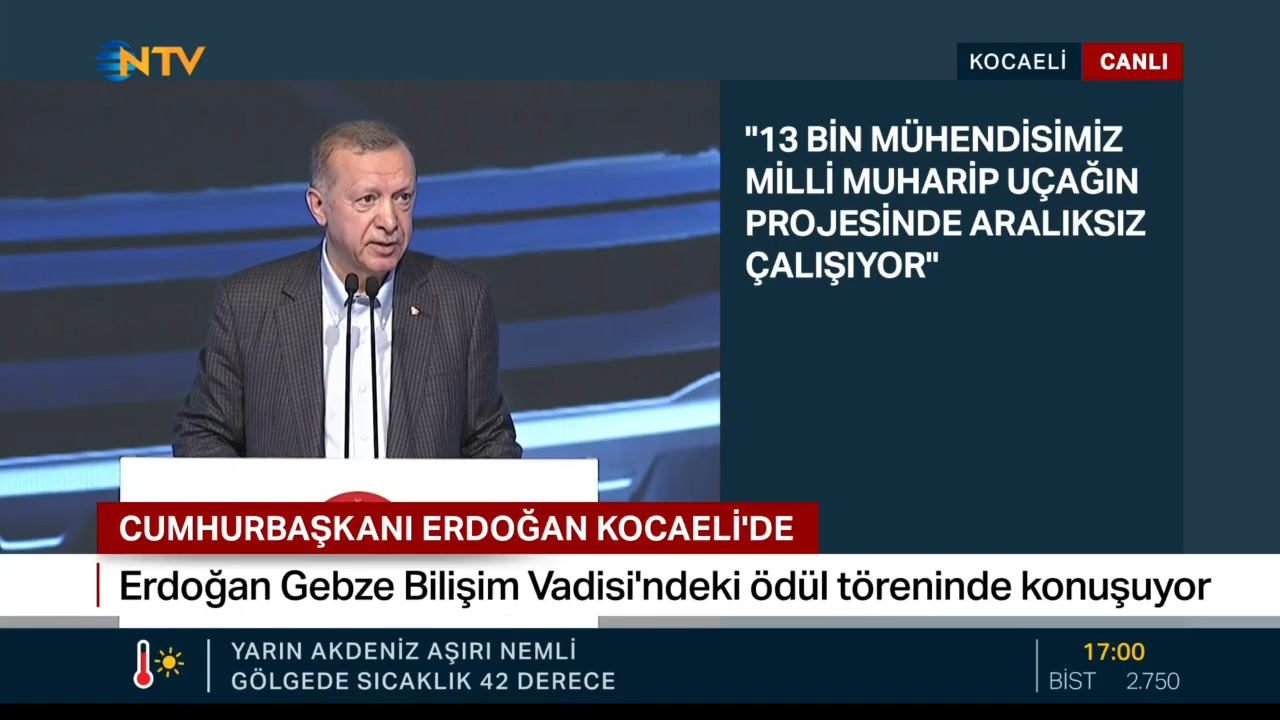 NTV
KOCAELİ CANLI
"13 BİN MÜHENDİSİMİZ
MİLLİ MUHARİP UÇAĞIN
PROJESİNDE ARALIKSIZ
ÇALIŞIYOR"
CUMHURBAŞKANI ERDOĞAN KOCAELİ'DE
Erdoğan Gebze Bilişim Vadisi'ndeki ödül töreninde konuşuyor
YARIN AKDENİZ AŞIRI NEMLİ
GÖLGEDE SICAKLIK 42 DERECE
17:00
BİST 2.750